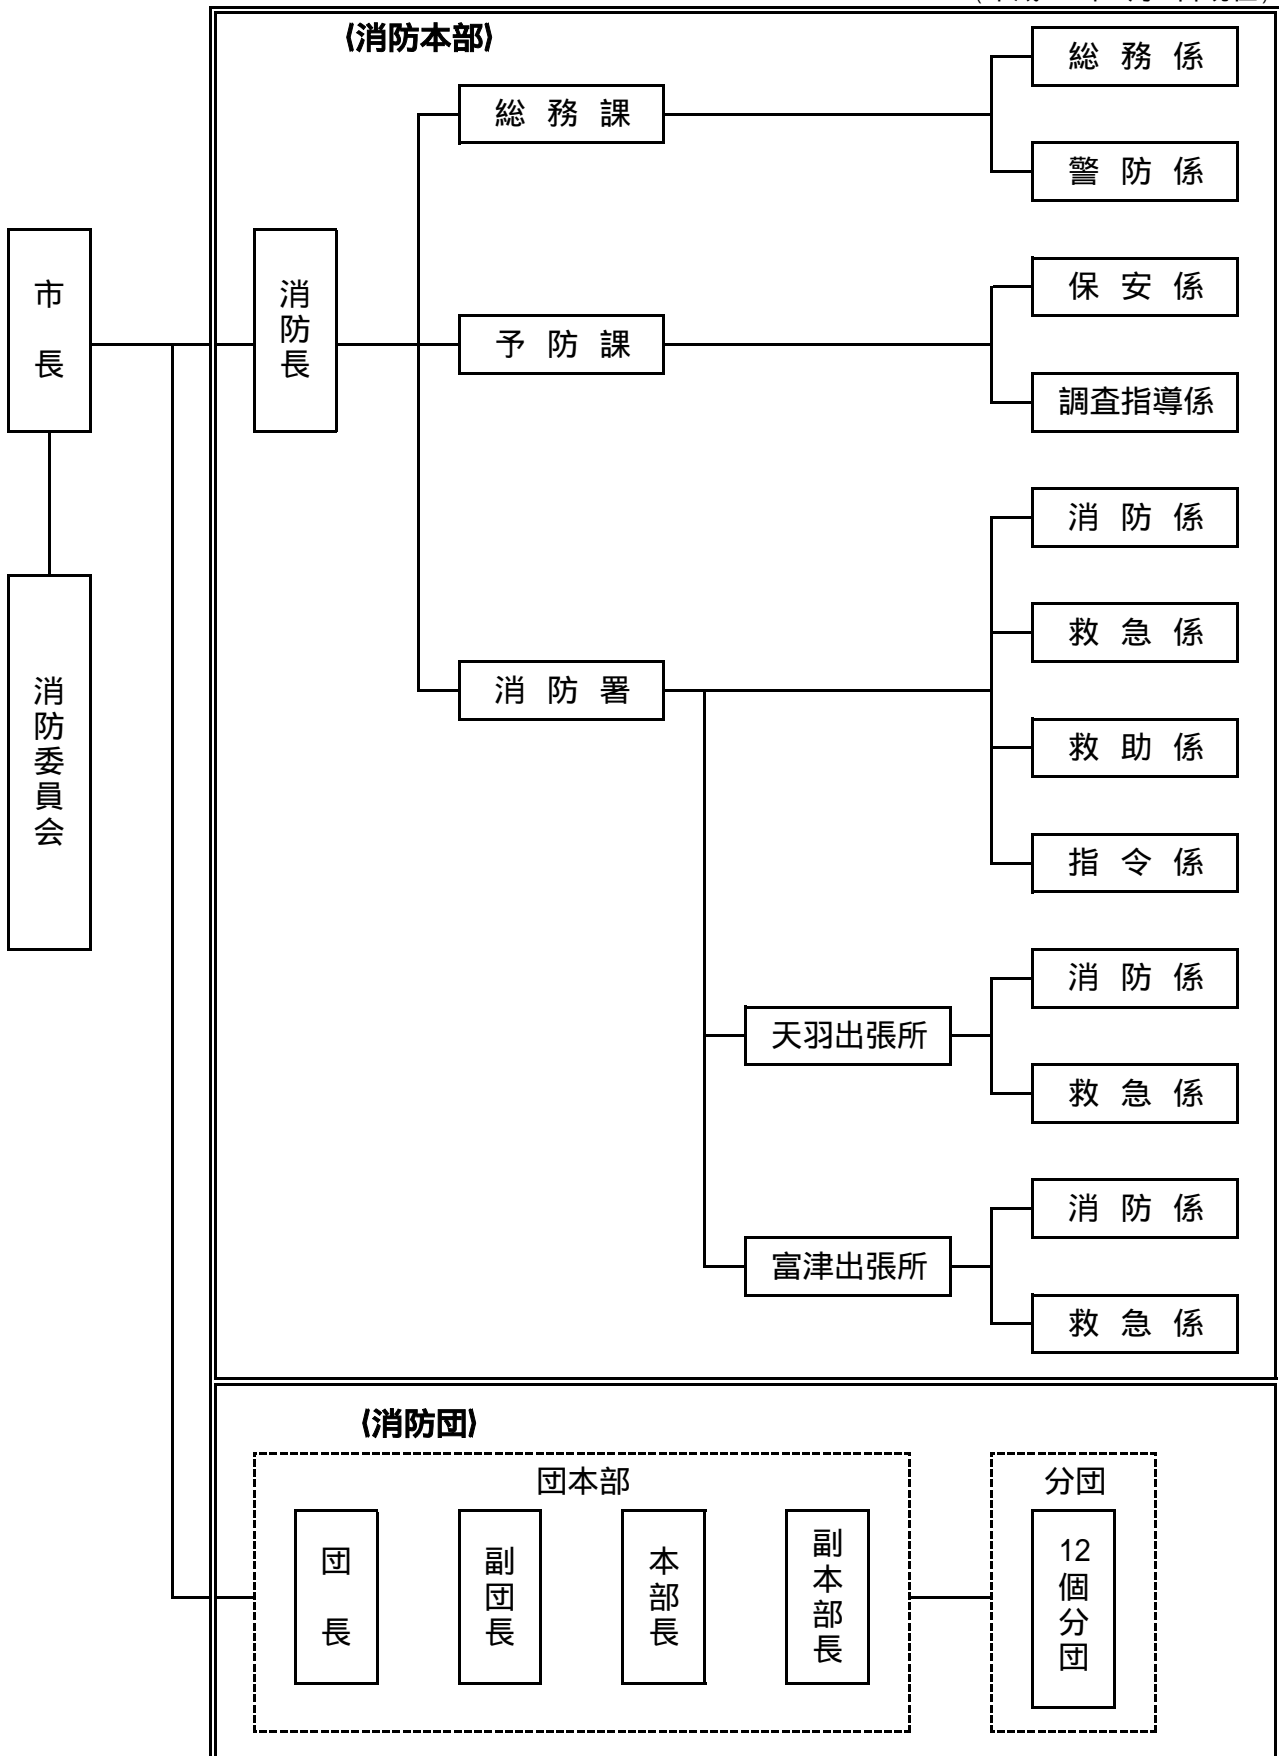 ⟨消防本部⟩
総務係
総務課
警防係
市長
消防長
保安係
予防課
調査指導係
消防係
救急係
消防署
消防委員会
救助係
指令係
消防係
天羽出張所
救急係
消防係
富津出張所
救急係
⟨消防団⟩
団本部
分団
団長
副団長
本部長
副本部長
12個分団